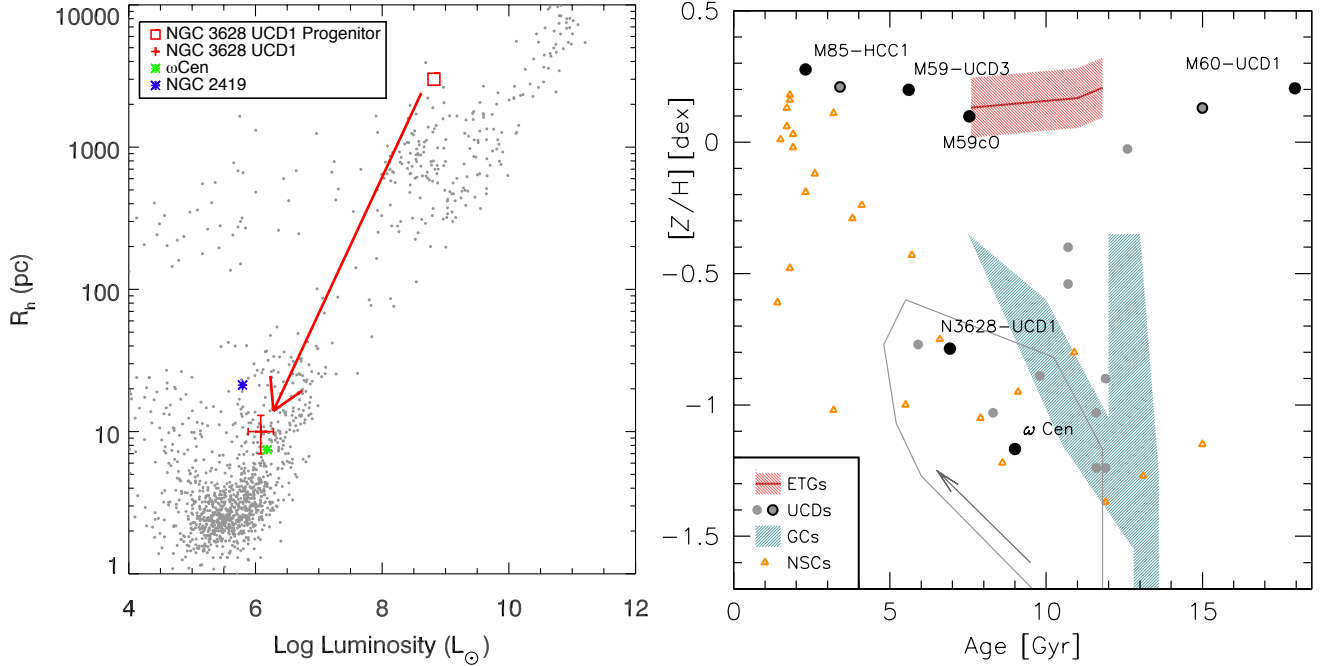 10000
1000
100
10
1
R_h (pc)
4
6
8
10
12
Log Luminosity (L_⊙)
NGC 3628 UCD1 Progenitor
NGC 3628 UCD1
ωCen
NGC 2419
0.5
0
−0.5
−1
−1.5
[Z/H][dex]
0
5
10
15
Age [Gyr]
M85−HCC1
M59−UCD3
M60−UCD1
M59cO
N3628−UCD1
ω Cen
ETGs
UCDs
GCs
NSCs